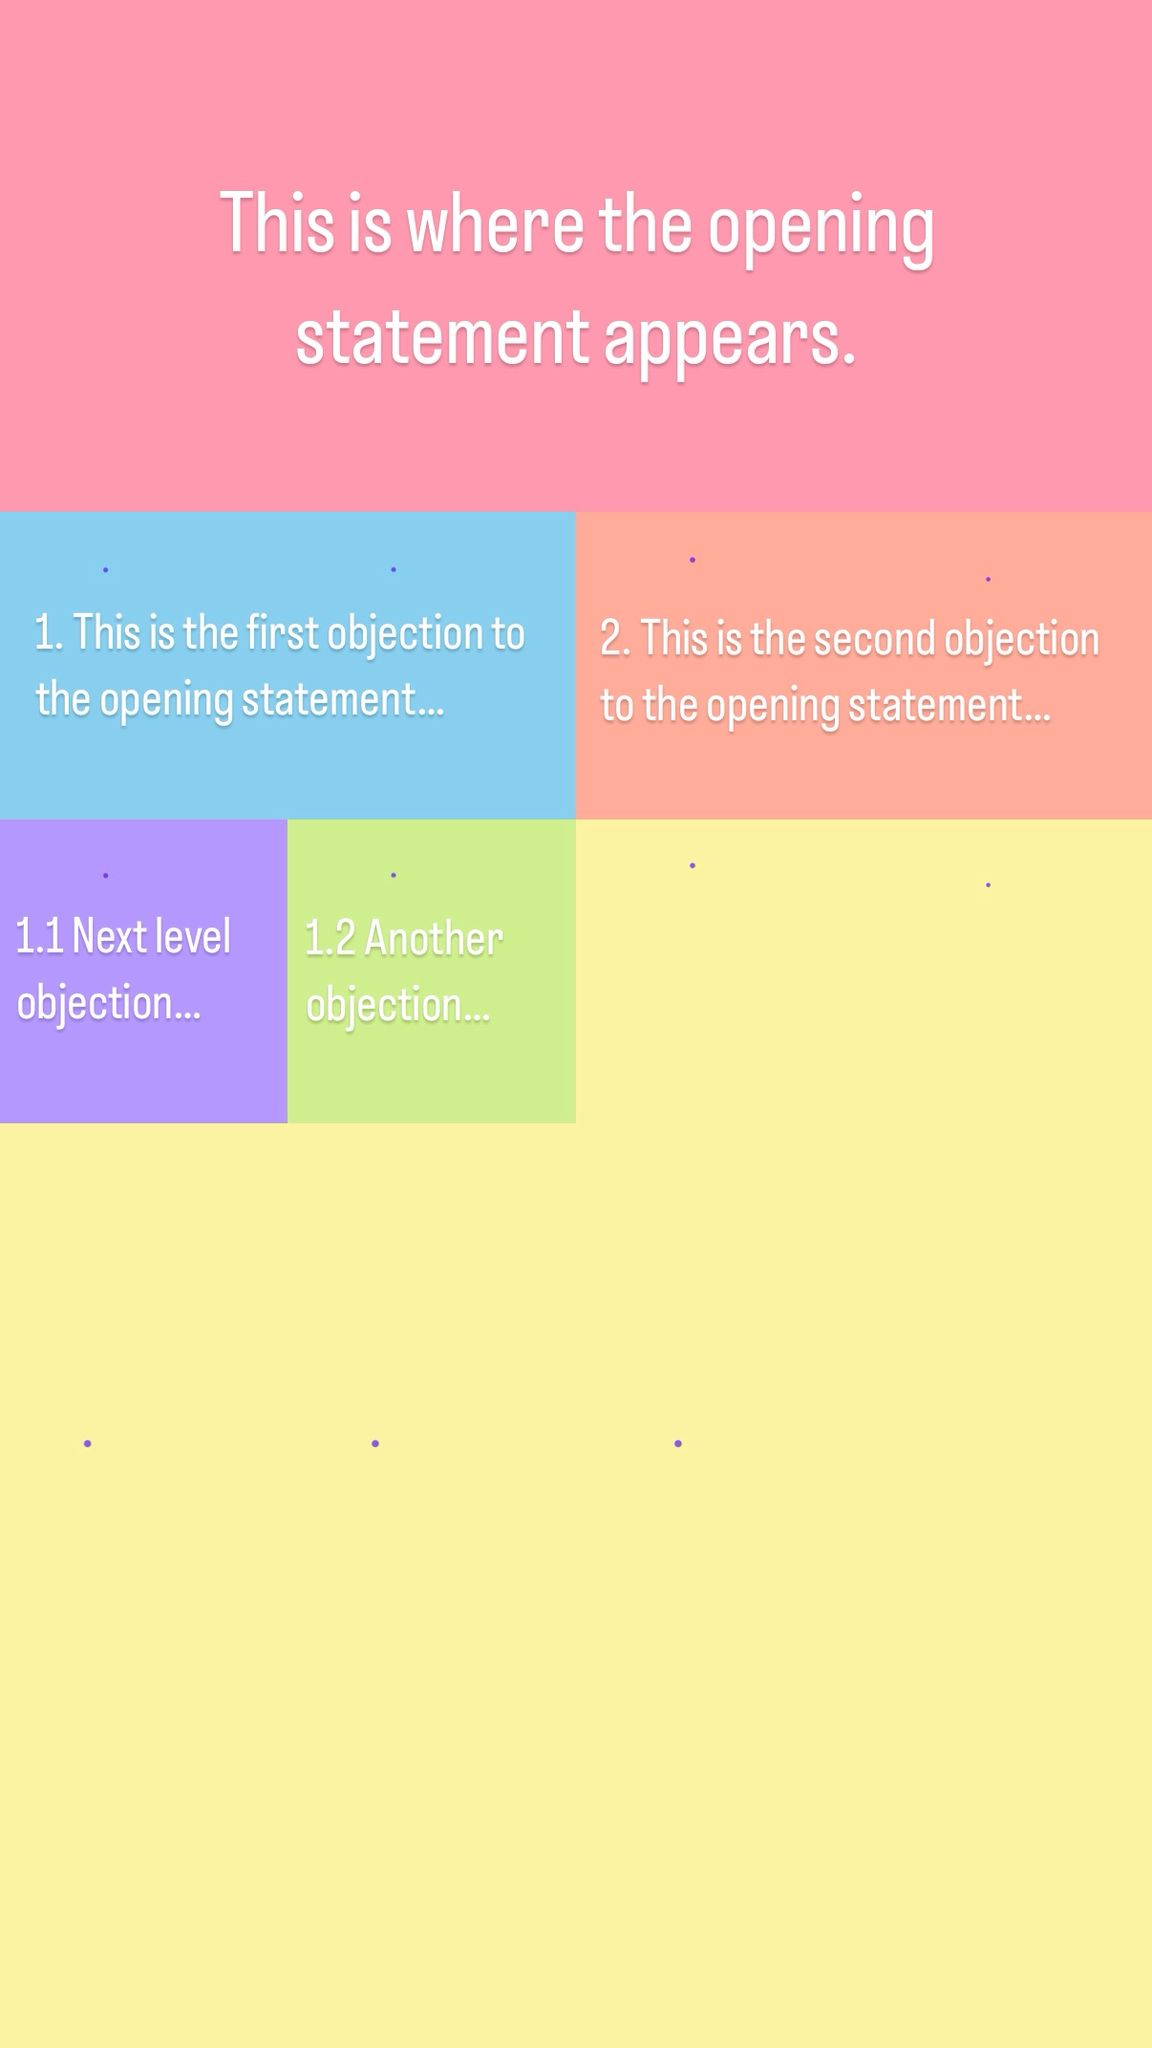 This is where the opening
statement appears.
1. This is the first objection to
the opening statement...
2. This is the second objection
to the opening statement...
1.1 Next level
objection...
1.2 Another
objection...